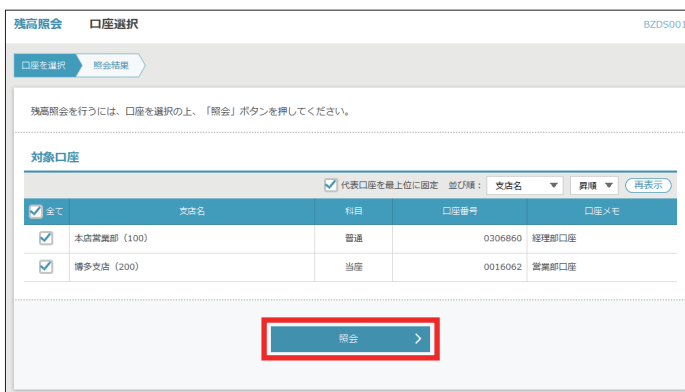 残高照会 口座選択 BZDS001
口座を選択 照会結果
残高照会を行うには、口座を選択の上、「照会」ボタンを押してください。
対象口座
代表口座を最上位に固定 並び順： 支店名 ▼ 昇順 ▼ 再表示
全て 支店名 科目 口座番号 口座メモ
本店営業部（100） 普通 0306860 経理部口座
博多支店（200） 当座 0016062 営業部口座
照会